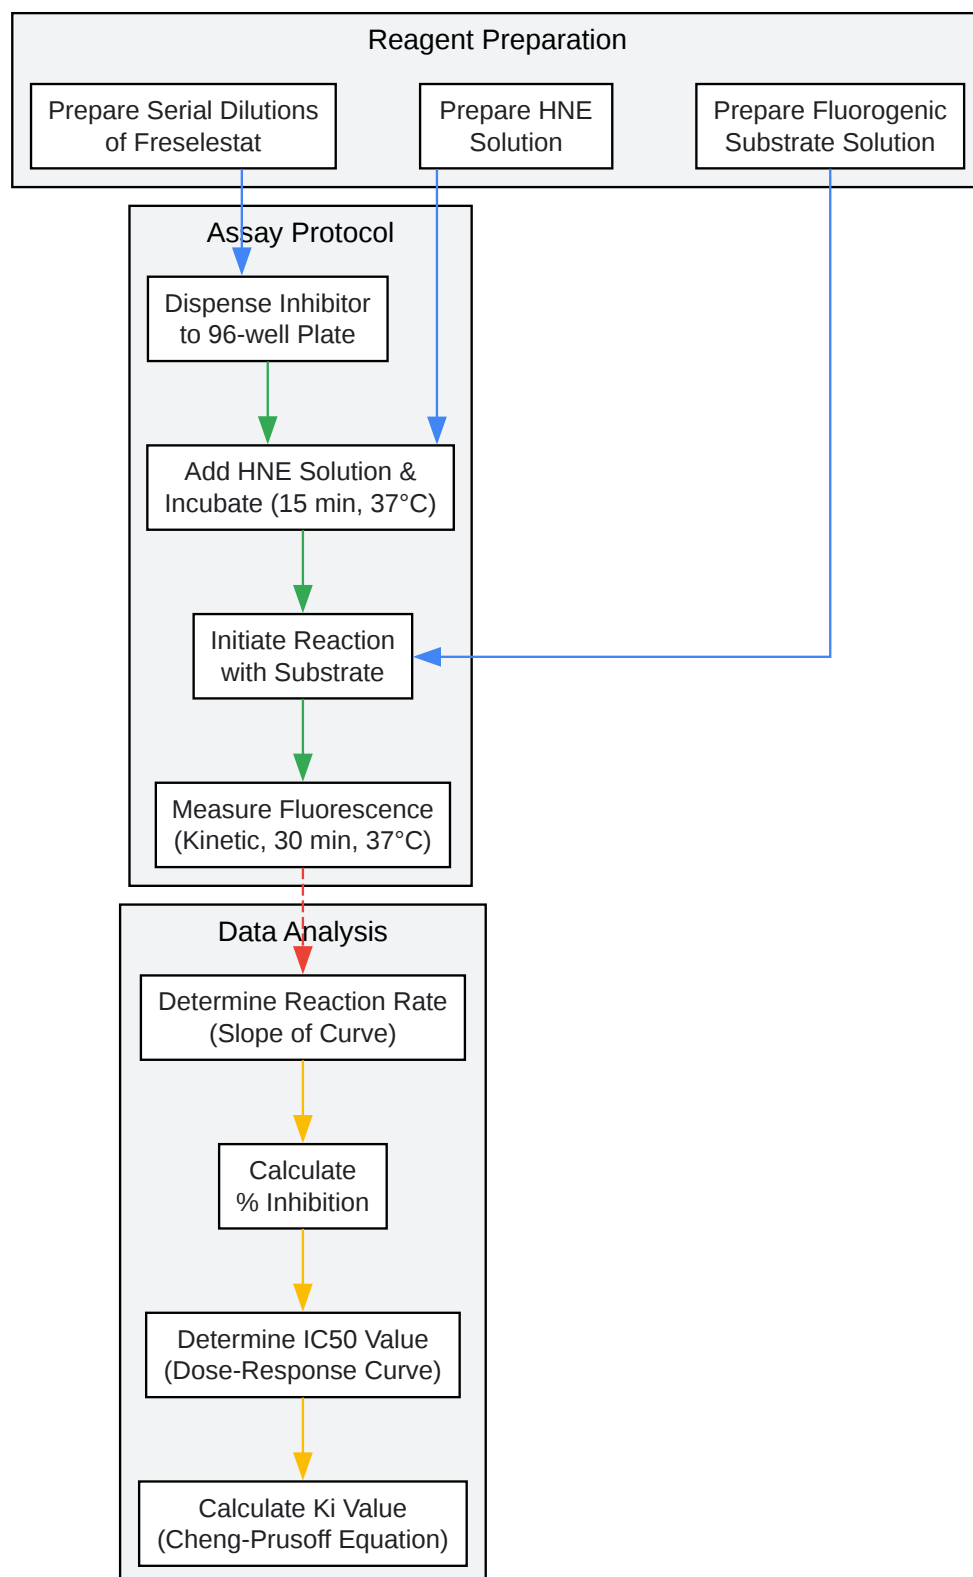 Reagent Preparation
Prepare Serial Dilutions
of Freselestat
Prepare HNE
Solution
Prepare Fluorogenic
Substrate Solution
Assay Protocol
Dispense Inhibitor
to 96-well Plate
Add HNE Solution &
Incubate (15 min, 37°C)
Initiate Reaction
with Substrate
Measure Fluorescence
(Kinetic, 30 min, 37°C)
Data Analysis
Determine Reaction Rate
(Slope of Curve)
Calculate
% Inhibition
Determine IC50 Value
(Dose-Response Curve)
Calculate Ki Value
(Cheng-Prusoff Equation)